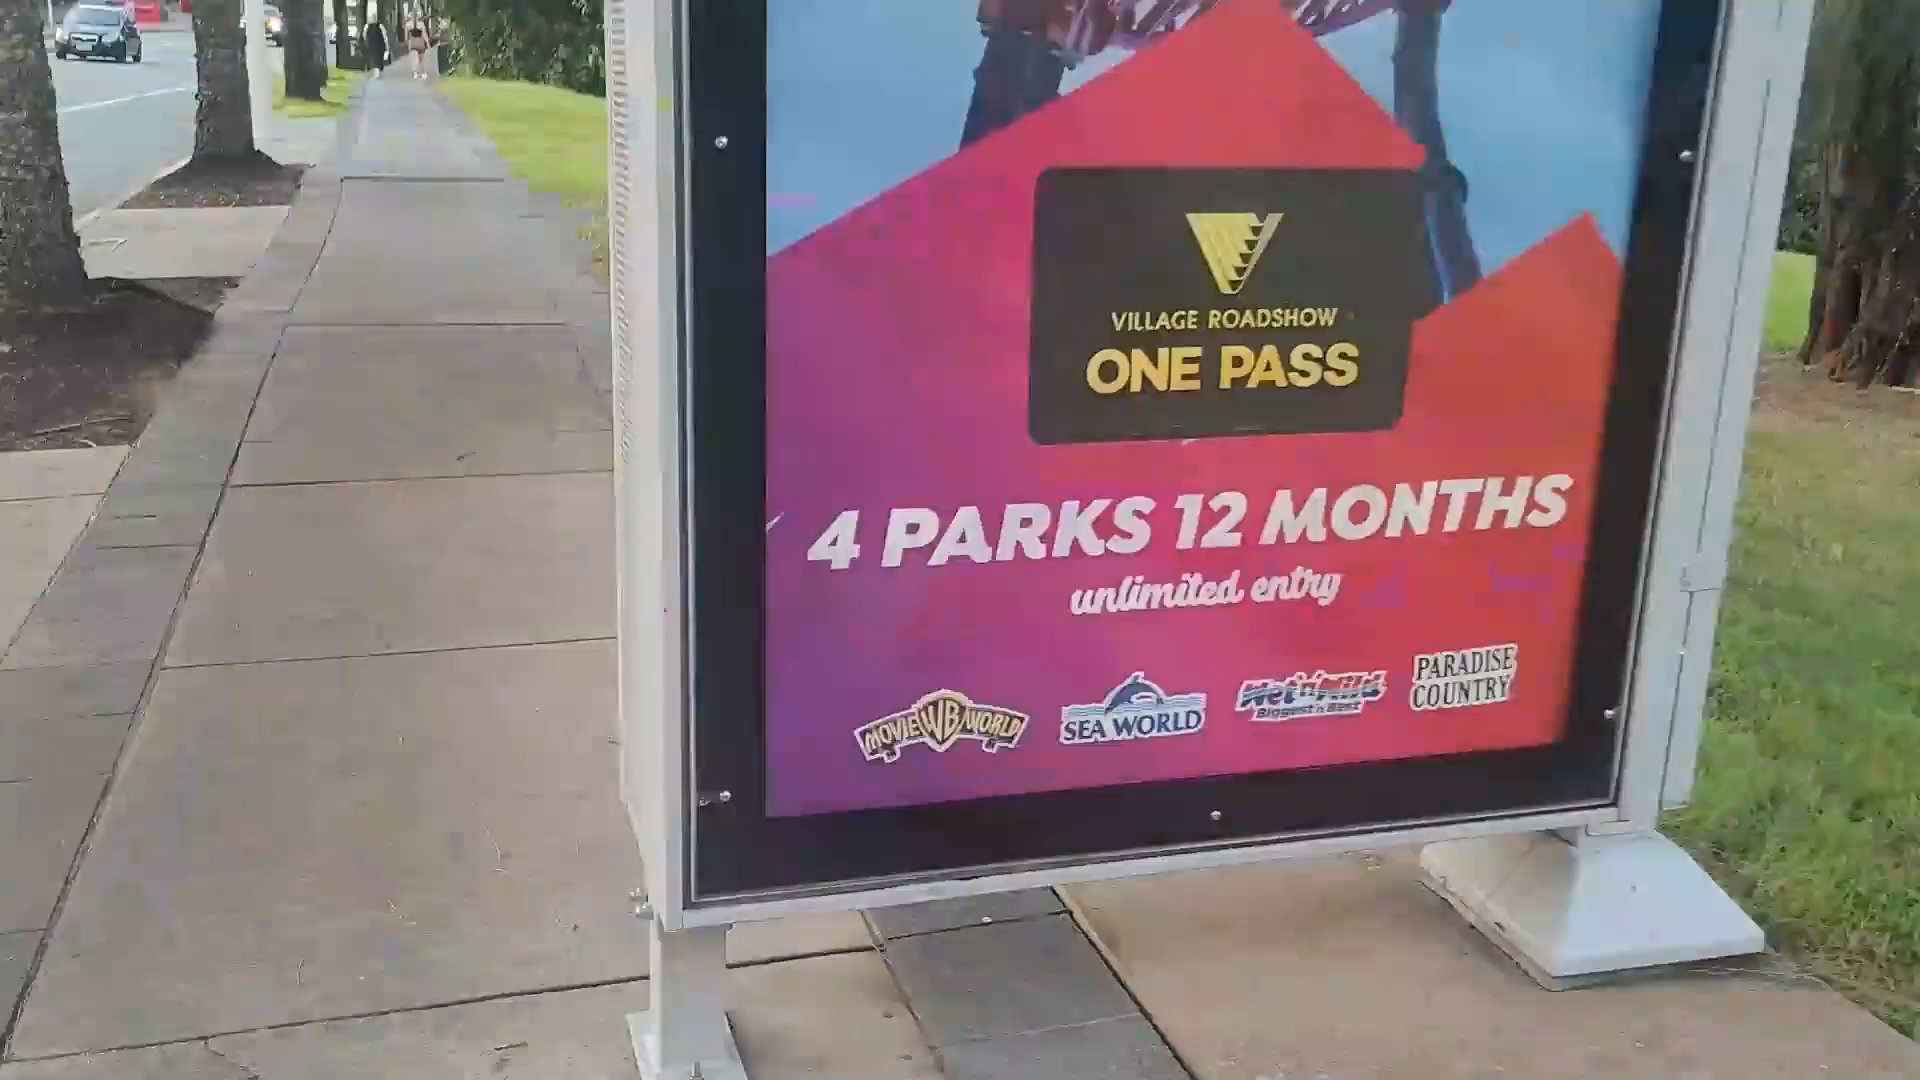 VILLAGE ROADSHOW
ONE PASS
4 PARKS 12 MONTHS
unlimited entry
MOVIE WB WORLD
SEA WORLD
Wet'n'Wild
Biggest'n Best
PARADISE
COUNTRY